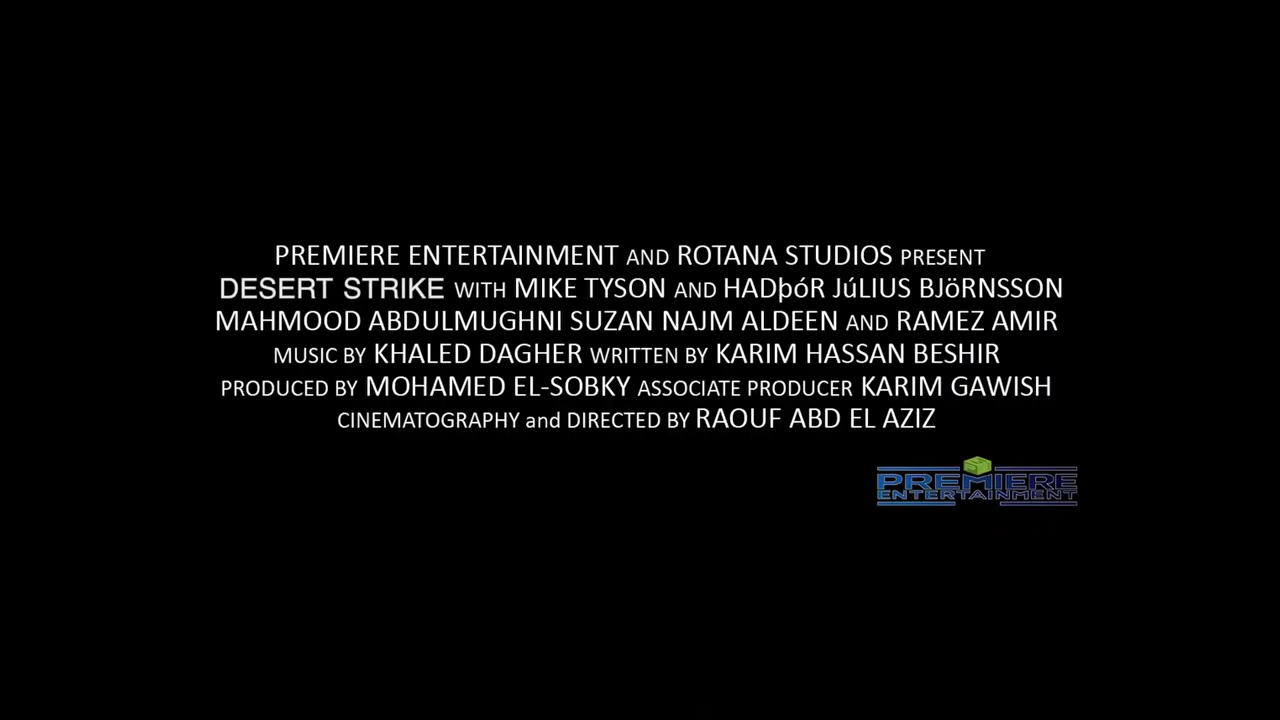 PREMIERE ENTERTAINMENT AND ROTANA STUDIOS PRESENT
DESERT STRIKE WITH MIKE TYSON AND HADþóR JúLIUS BJöRNSSON
MAHMOOD ABDULMUGHNI SUZAN NAJM ALDEEN AND RAMEZ AMIR
MUSIC BY KHALED DAGHER WRITTEN BY KARIM HASSAN BESHIR
PRODUCED BY MOHAMED EL-SOBKY ASSOCIATE PRODUCER KARIM GAWISH
CINEMATOGRAPHY and DIRECTED BY RAOUF ABD EL AZIZ
PREMIERE
ENTERTAINMENT